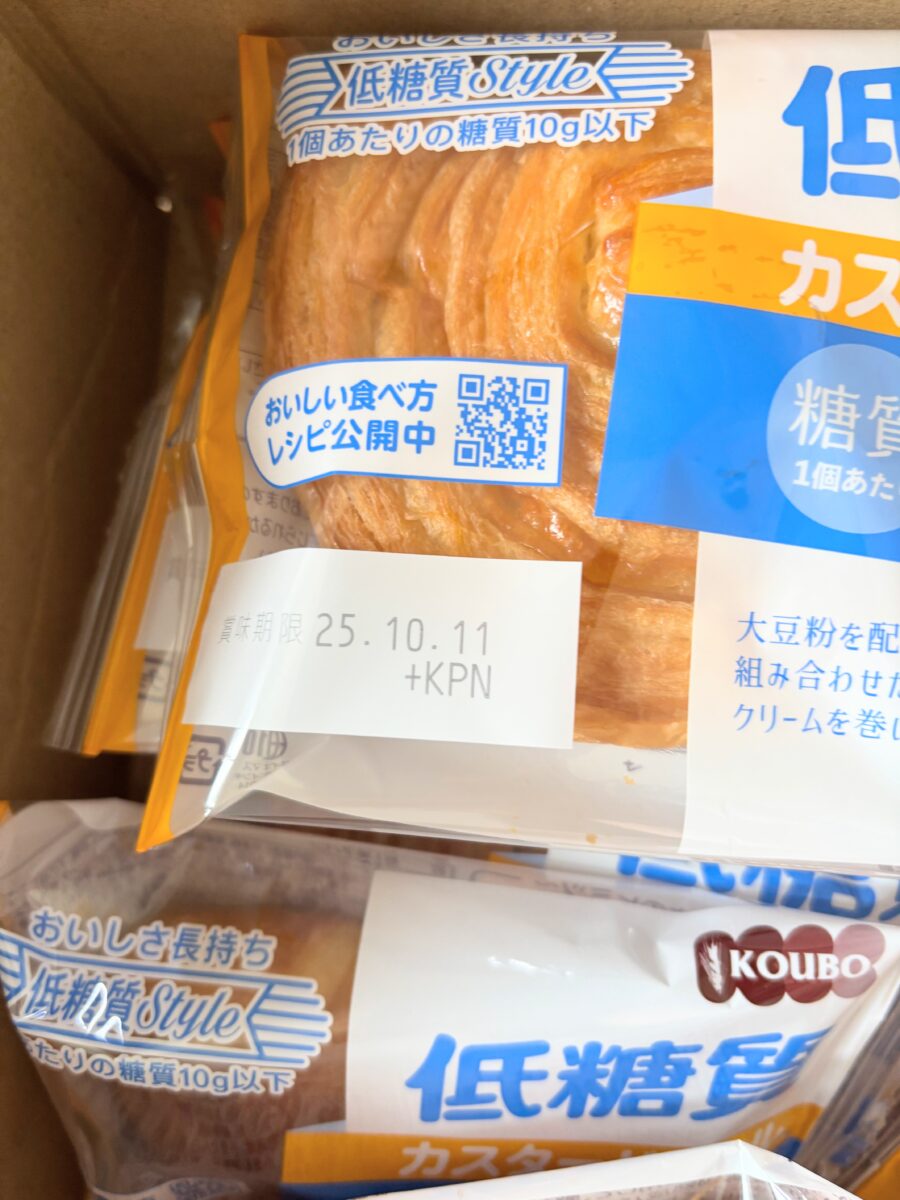 おいしさ長持ち
低糖質Style
1個あたりの糖質10g以下
低
カス
おいしい食べ方
レシピ公開中
糖質
1個あた
賞味期限 25.10.11
+KPN
大豆粉を配
組み合わせた
クリームを巻し
低糖
KOUBO
おいしさ長持ち
低糖質Style
たりの糖質10g以下
低糖質
カスター